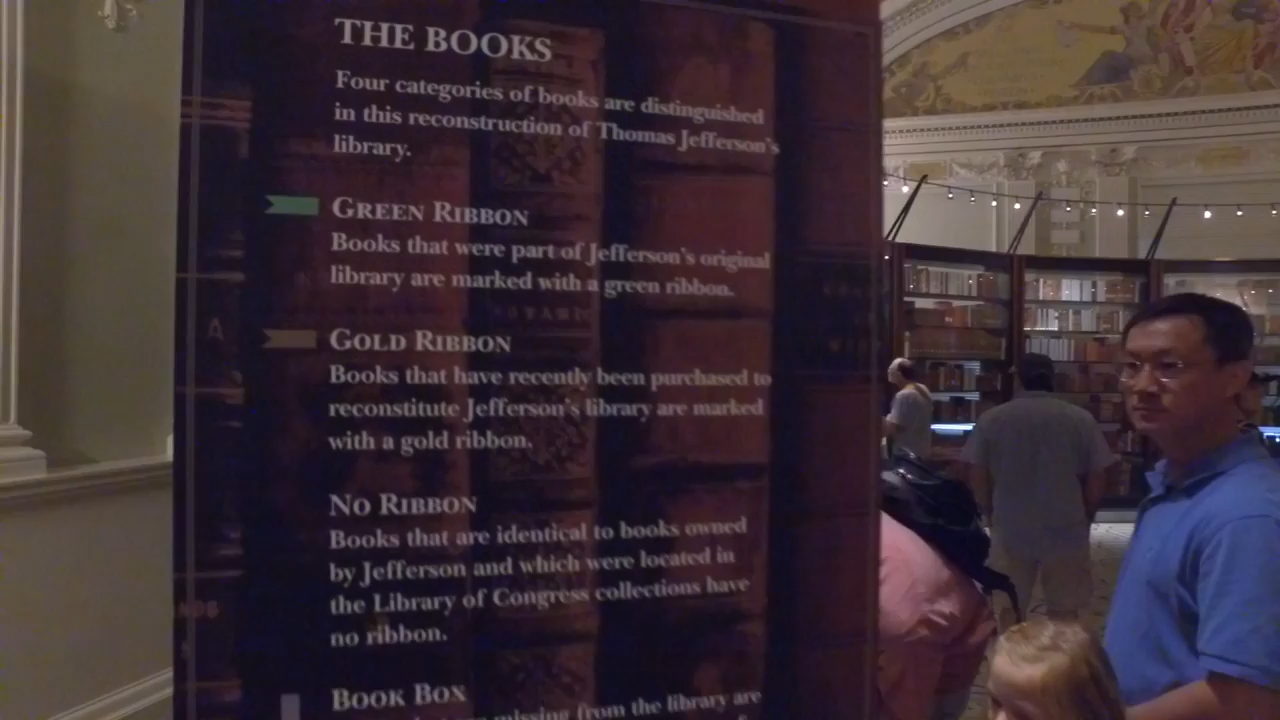 THE BOOKS
Four categories of books are distinguished
in this reconstruction of Thomas Jefferson's
library.
GREEN RIBBON
Books that were part of Jefferson's original
library are marked with a green ribbon.
GOLD RIBBON
Books that have recently been purchased to
reconstitute Jefferson's library are marked
with a gold ribbon.
NO RIBBON
Books that are identical to books owned
by Jefferson and which were located in
the Library of Congress collections have
no ribbon.
BOOK BOX
missing from the library are